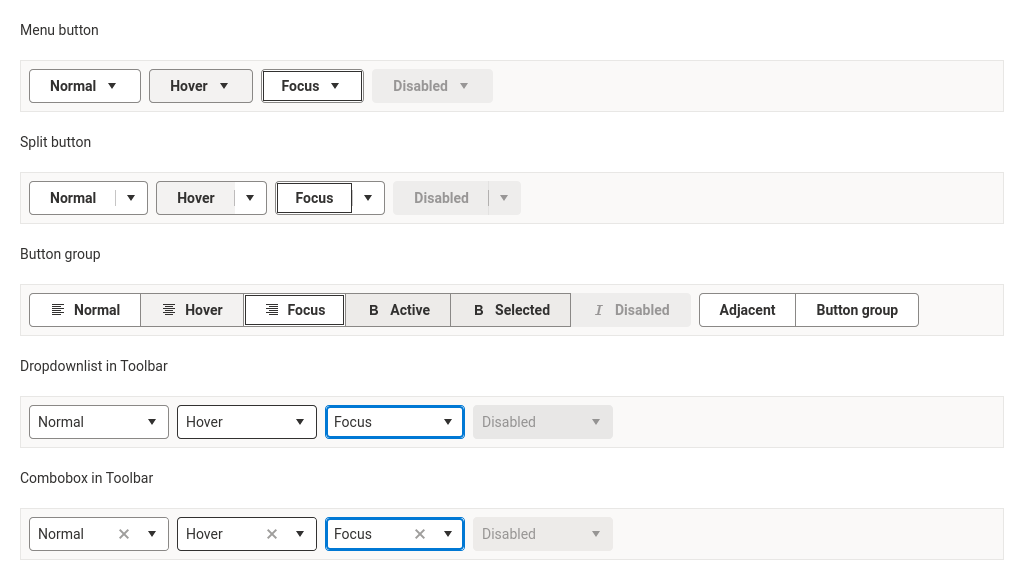 Menu button
Normal Hover Focus Disabled
Split button
Normal Hover Focus Disabled
Button group
Normal Hover Focus B Active B Selected I Disabled Adjacent Button group
Dropdownlist in Toolbar
Normal Hover Focus Disabled
Combobox in Toolbar
Normal Hover Focus Disabled